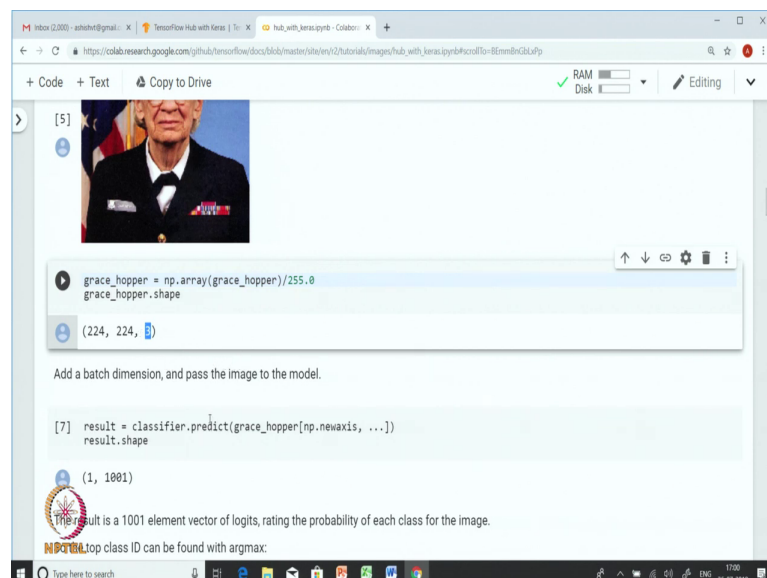 Inbox (2,000) - ashishvt@gmail.c
TensorFlow Hub with Keras | Ten
hub_with_keras.ipynb - Colabora
https://colab.research.google.com/github/tensorflow/docs/blob/master/site/en/r2/tutorials/images/hub_with_keras.ipynb#scrollTo=
+ Code + Text Copy to Drive
RAM
Disk
Editing
[5]
grace_hopper = np.array(grace_hopper)/255.0
grace_hopper.shape
(224, 224, 3)
Add a batch dimension, and pass the image to the model.
[7] result = classifier.predict(grace_hopper[np.newaxis, ...])
result.shape
(1, 1001)
The result is a 1001 element vector of logits, rating the probability of each class for the image.
NPTEL
top class ID can be found with argmax:
Type here to search
ENG
17:00